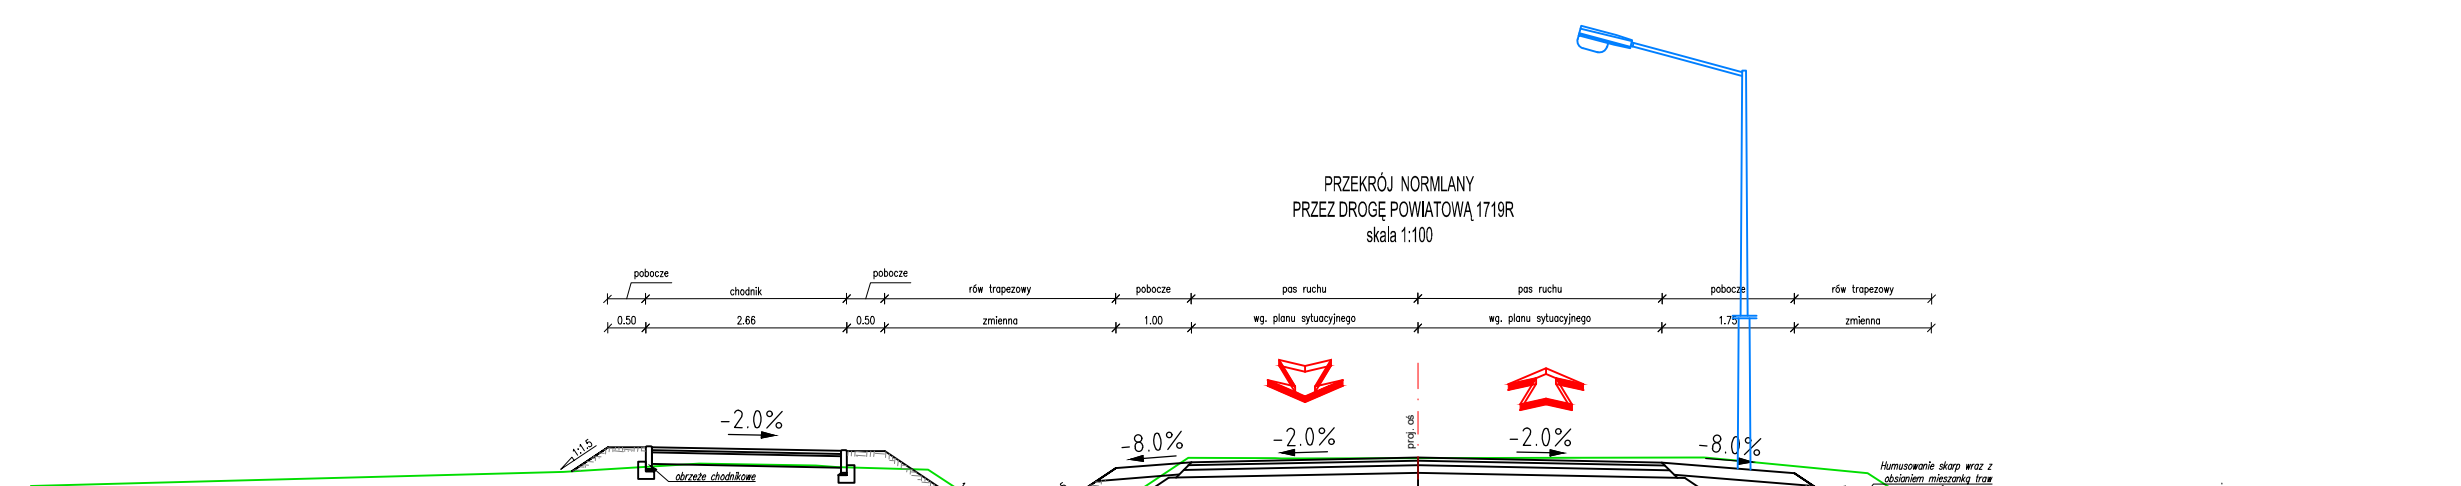 PRZEKRÓJ NORMLANY
PRZEZ DROGĘ POWIATOWĄ 1719R
skala 1:100
pobocze pobocze
chodnik rów trapezowy pobocze pas ruchu pas ruchu pobocze rów trapezowy
0.50 2.66 0.50 zmienna 1.00 wg. planu sytuacyjnego wg. planu sytuacyjnego 1.75 zmienna
proj. oś
-2.0% -8.0% -2.0% -2.0% -8.0%
1:1.5
obrzeże chodnikowe
Humusowanie skarp wraz z
obsianiem mieszanką traw